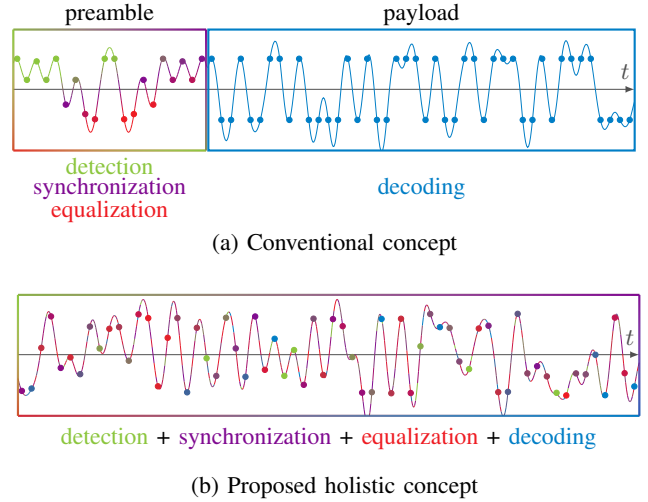 preamble payload
t
detection
synchronization
equalization
decoding
(a) Conventional concept
t
detection + synchronization + equalization + decoding
(b) Proposed holistic concept